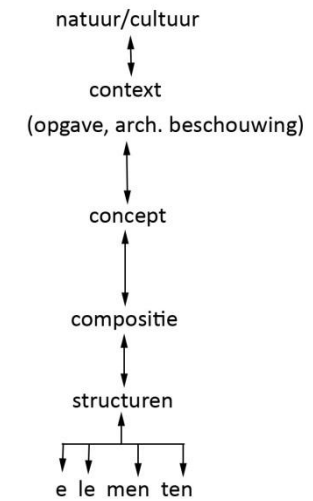 natuur/cultuur
context
(opgave, arch. beschouwing)
concept
compositie
structuren
e le men ten